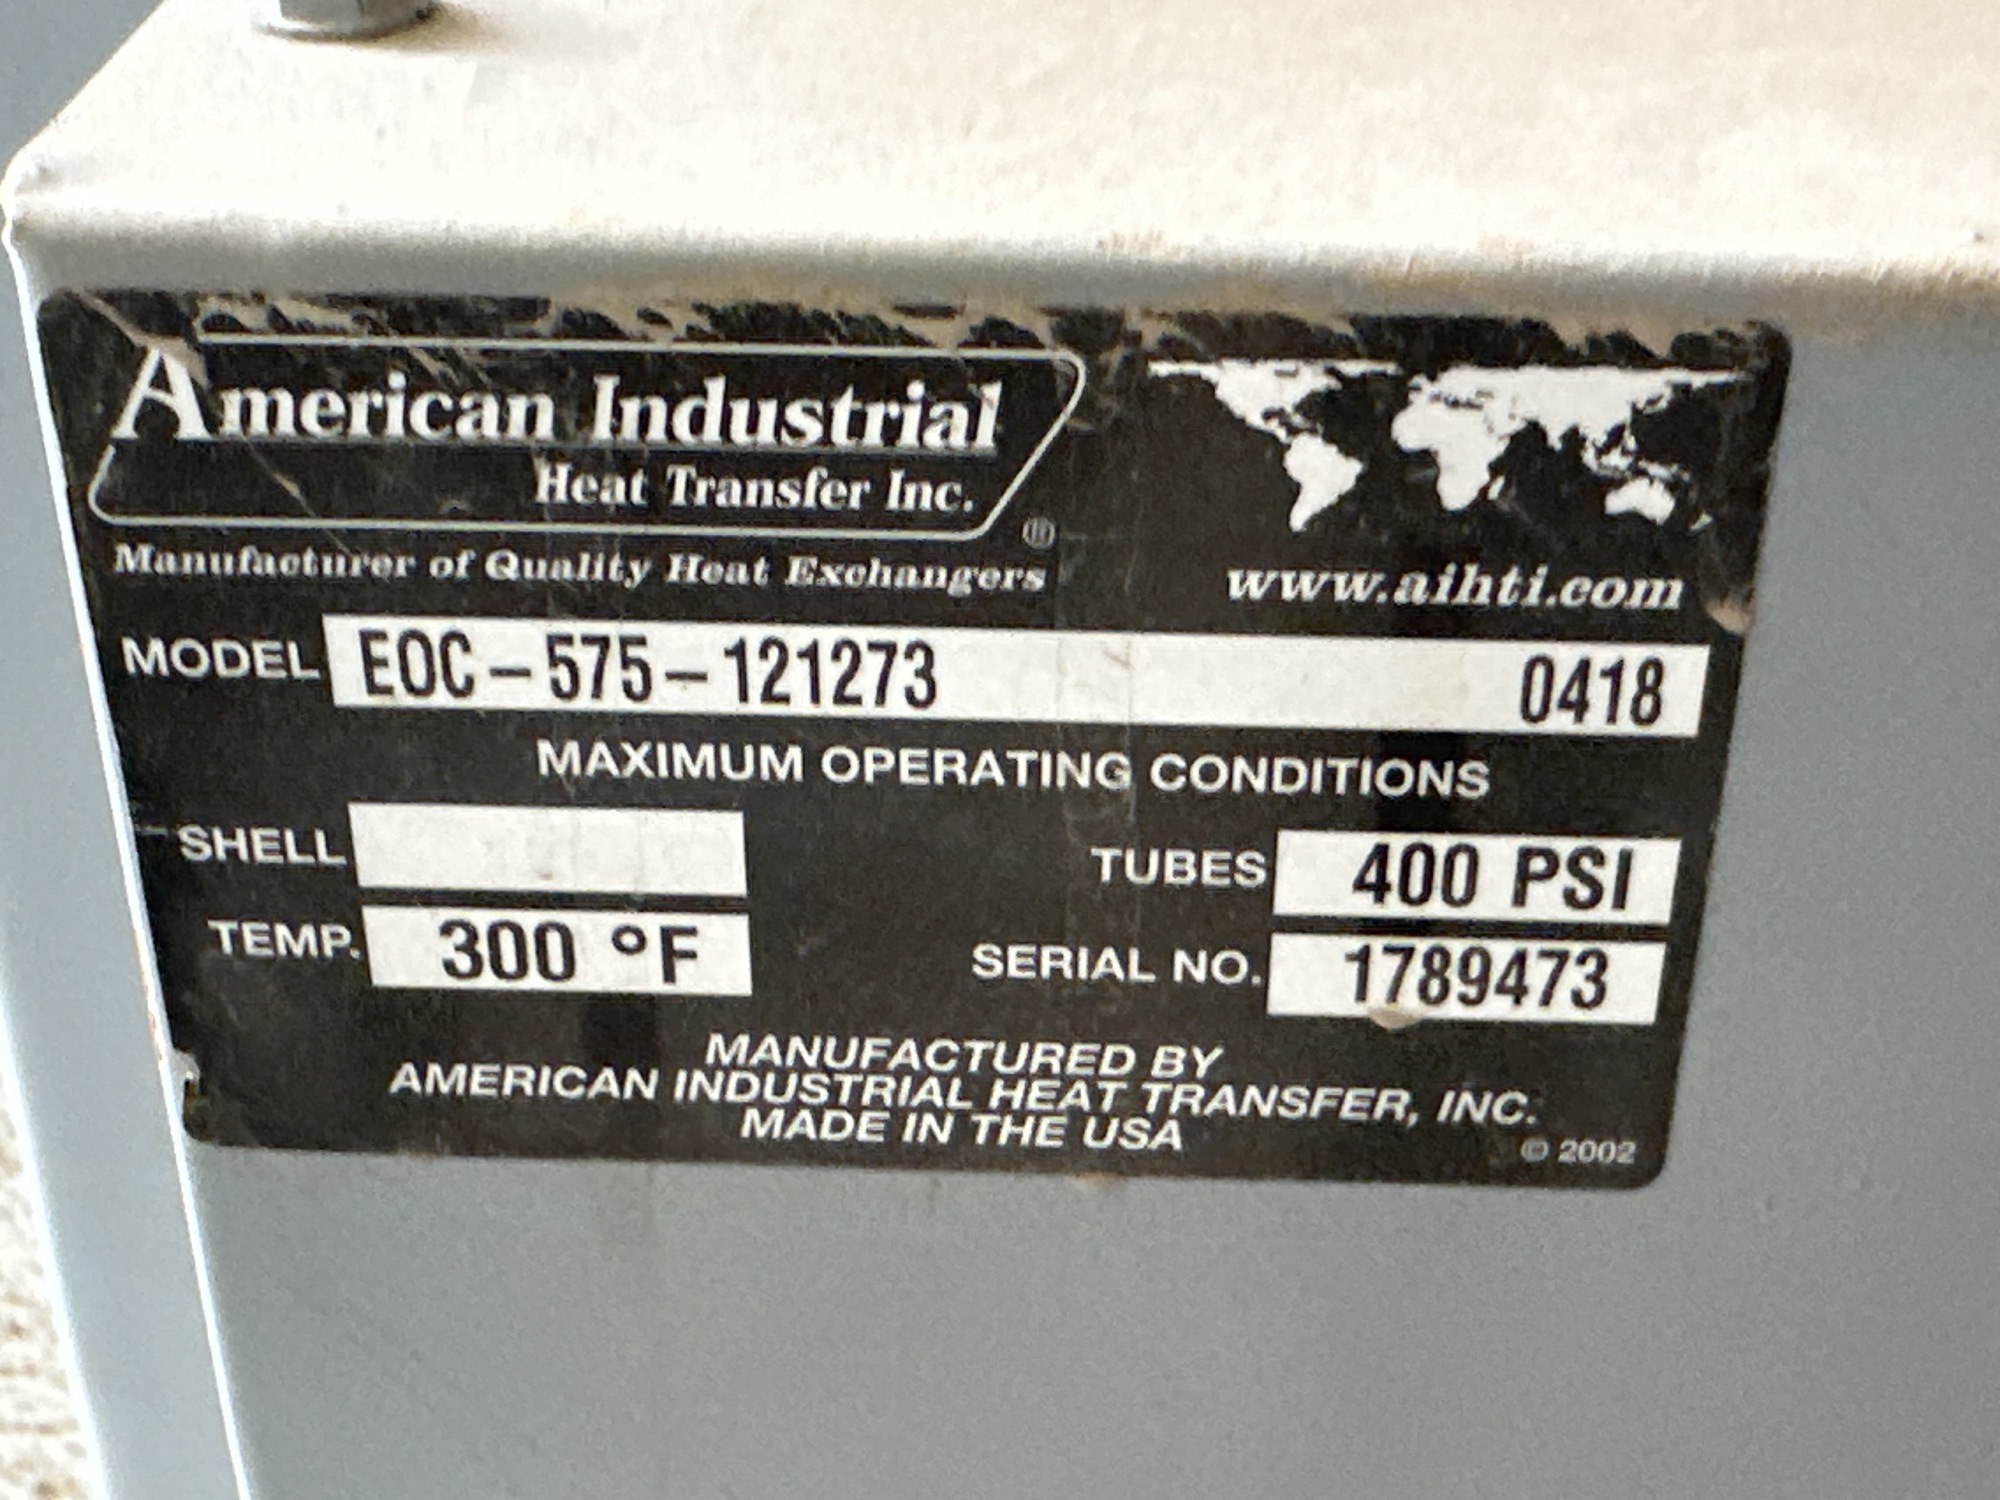 American Industrial
Heat Transfer Inc.
®
Manufacturer of Quality Heat Exchangers
www.aihti.com
MODEL EOC-575-121273 0418
MAXIMUM OPERATING CONDITIONS
SHELL
TUBES 400 PSI
TEMP. 300 °F
SERIAL NO. 1789473
MANUFACTURED BY
AMERICAN INDUSTRIAL HEAT TRANSFER, INC.
MADE IN THE USA
© 2002